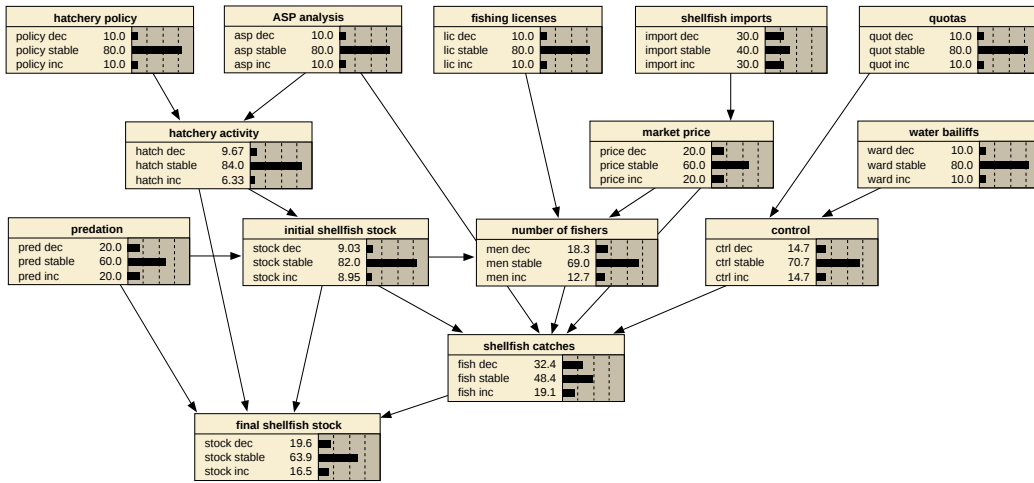 hatchery policy
policy dec 10.0
policy stable 80.0
policy inc 10.0
ASP analysis
asp dec 10.0
asp stable 80.0
asp inc 10.0
fishing licenses
lic dec 10.0
lic stable 80.0
lic inc 10.0
shellfish imports
import dec 30.0
import stable 40.0
import inc 30.0
quotas
quot dec 10.0
quot stable 80.0
quot inc 10.0
hatchery activity
hatch dec 9.67
hatch stable 84.0
hatch inc 6.33
market price
price dec 20.0
price stable 60.0
price inc 20.0
water bailiffs
ward dec 10.0
ward stable 80.0
ward inc 10.0
predation
pred dec 20.0
pred stable 60.0
pred inc 20.0
initial shellfish stock
stock dec 9.03
stock stable 82.0
stock inc 8.95
number of fishers
men dec 18.3
men stable 69.0
men inc 12.7
control
ctrl dec 14.7
ctrl stable 70.7
ctrl inc 14.7
shellfish catches
fish dec 32.4
fish stable 48.4
fish inc 19.1
final shellfish stock
stock dec 19.6
stock stable 63.9
stock inc 16.5